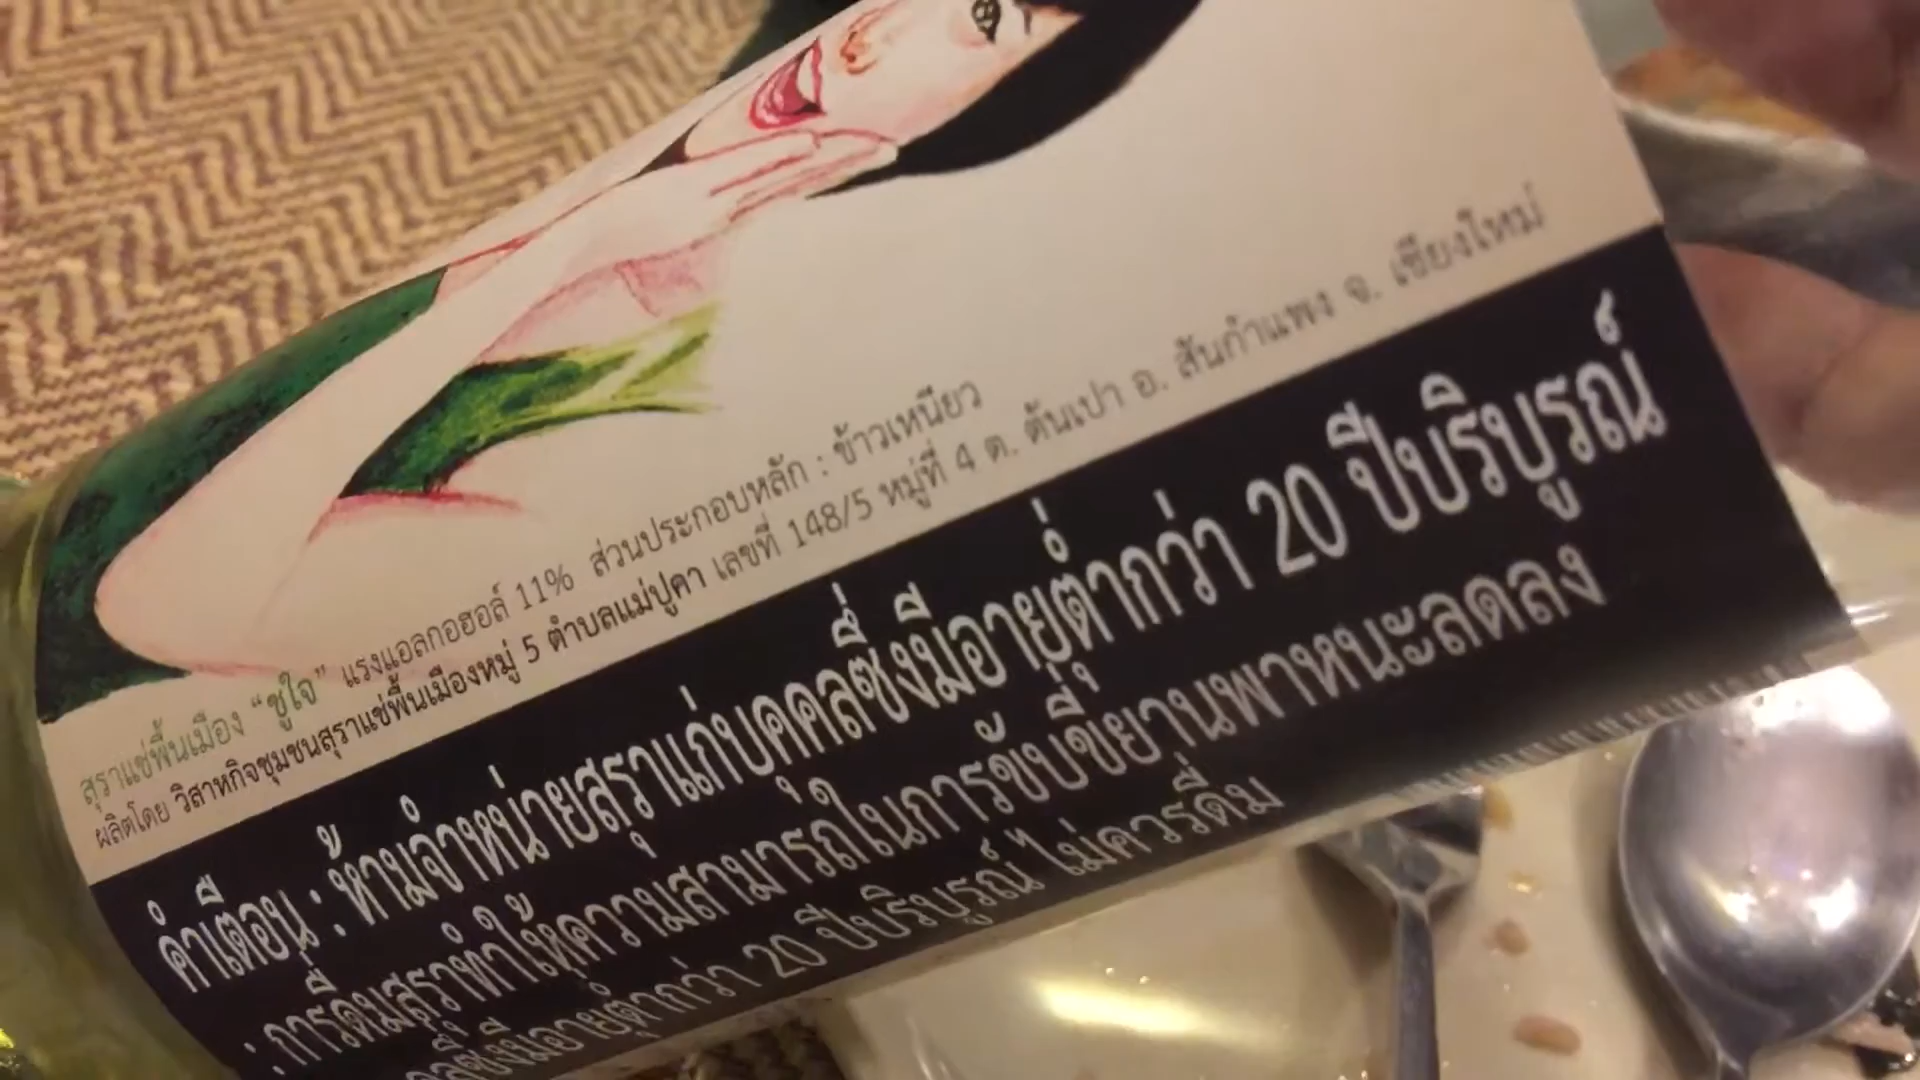 สุราแช่พื้นเมือง “ชูใจ” แรงแอลกอฮอล์ 11% ส่วนประกอบหลัก : ข้าวเหนียว
ผลิตโดย วิสาหกิจชุมชนสุราแช่พื้นเมืองหมู่ 5 ตำบลแม่ปูคา เลขที่ 148/5 หมู่ที่ 4 ต. ต้นเปา อ. สันกำแพง จ. เชียงใหม่
คำเตือน : ห้ามจำหน่ายสุราแก่บุคคลซึ่งมีอายุต่ำกว่า 20 ปีบริบูรณ์
: การดื่มสุราทำให้ความสามารถในการขับขี่ยานพาหนะลดลง
ซึ่งมีอายุต่ำกว่า 20 ปีบริบูรณ์ ไม่ควรดื่ม